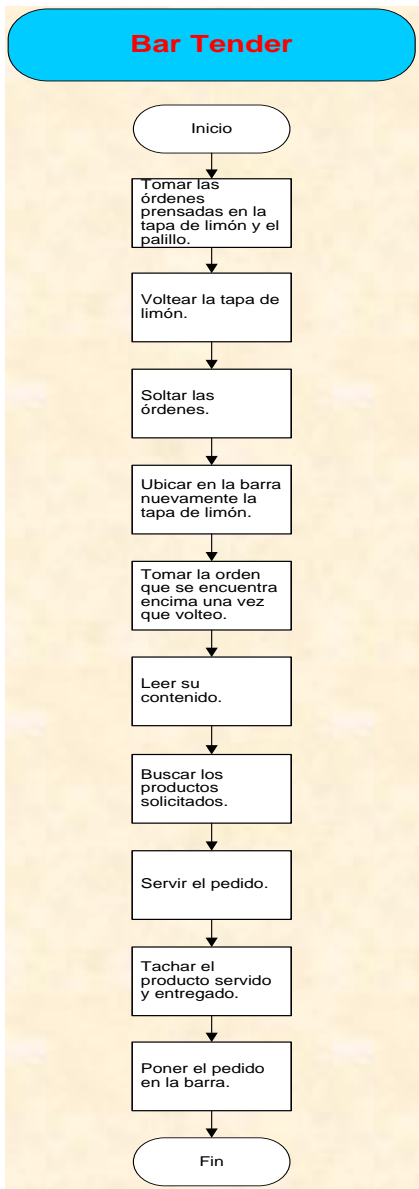 Bar Tender
Inicio
Tomar las
órdenes
prensadas en la
tapa de limón y el
palillo.
Voltear la tapa de
limón.
Soltar las
órdenes.
Ubicar en la barra
nuevamente la
tapa de limón.
Tomar la orden
que se encuentra
encima una vez
que volteo.
Leer su
contenido.
Buscar los
productos
solicitados.
Servir el pedido.
Tachar el
producto servido
y entregado.
Poner el pedido
en la barra.
Fin